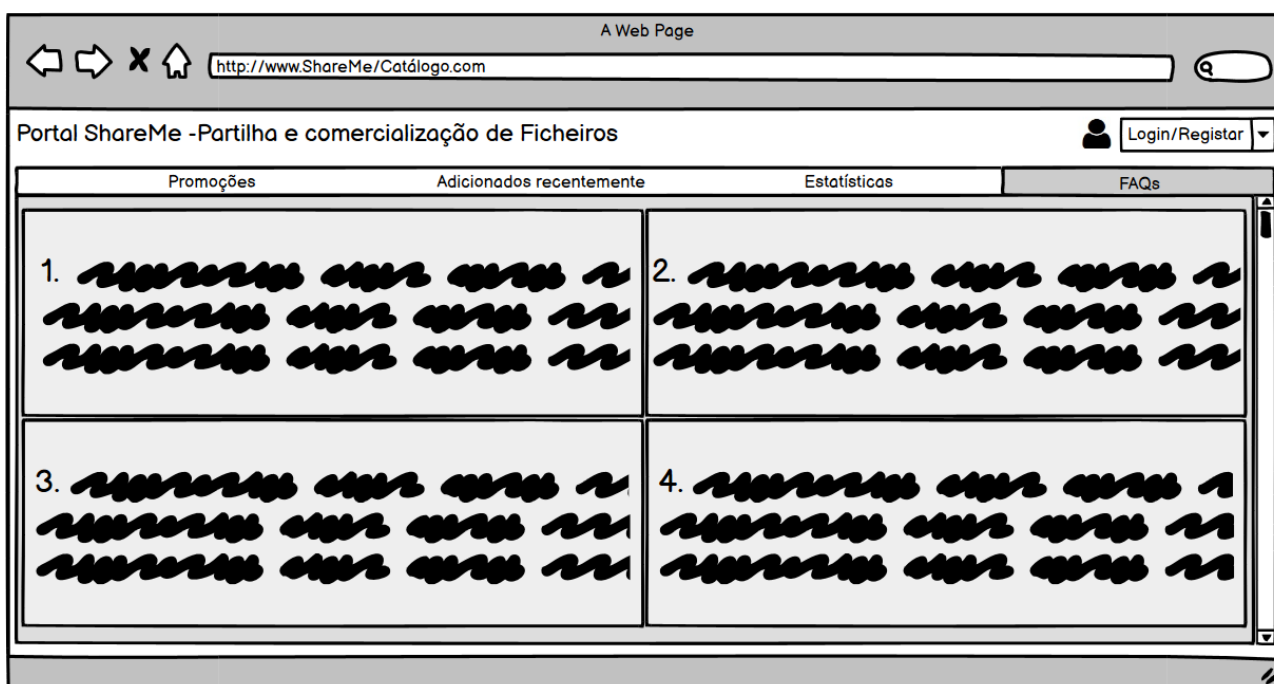 A Web Page
http://www.ShareMe/Catálogo.com
Portal ShareMe -Partilha e comercialização de Ficheiros
Login/Registar
Promoções Adicionados recentemente Estatísticas FAQs
1. 2.
3. 4.